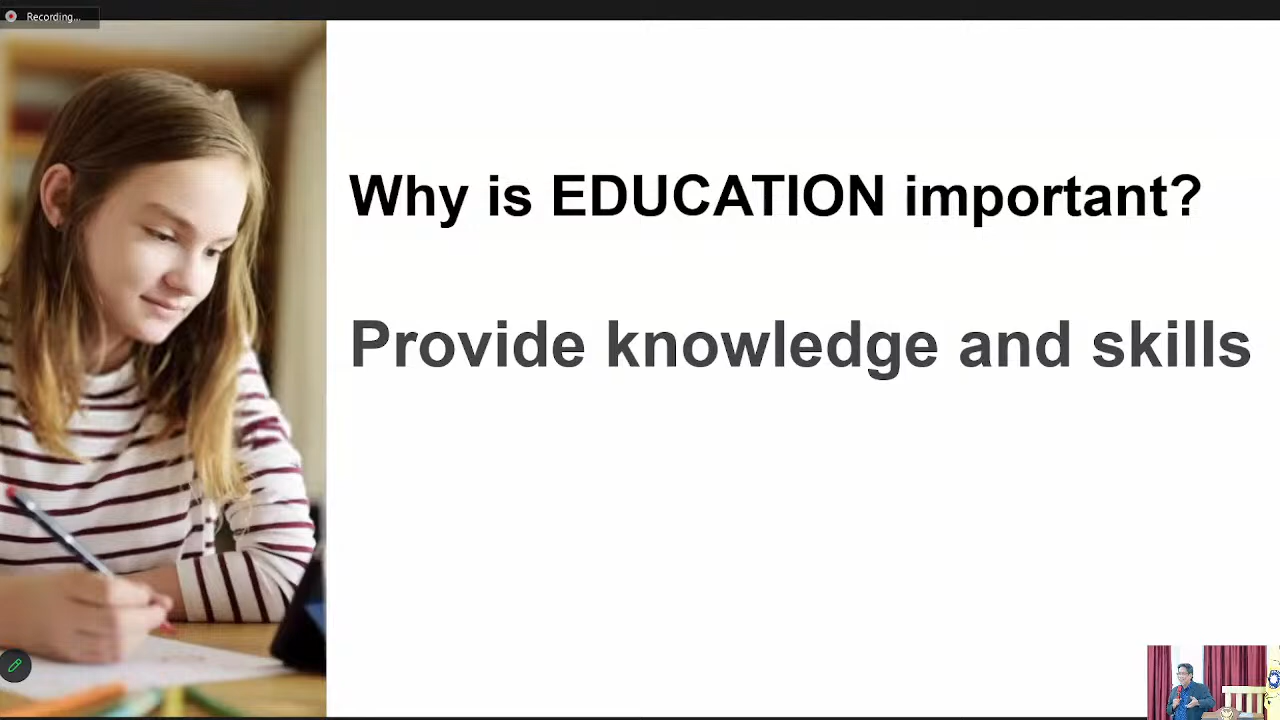 Recording...
Why is EDUCATION important?
Provide knowledge and skills